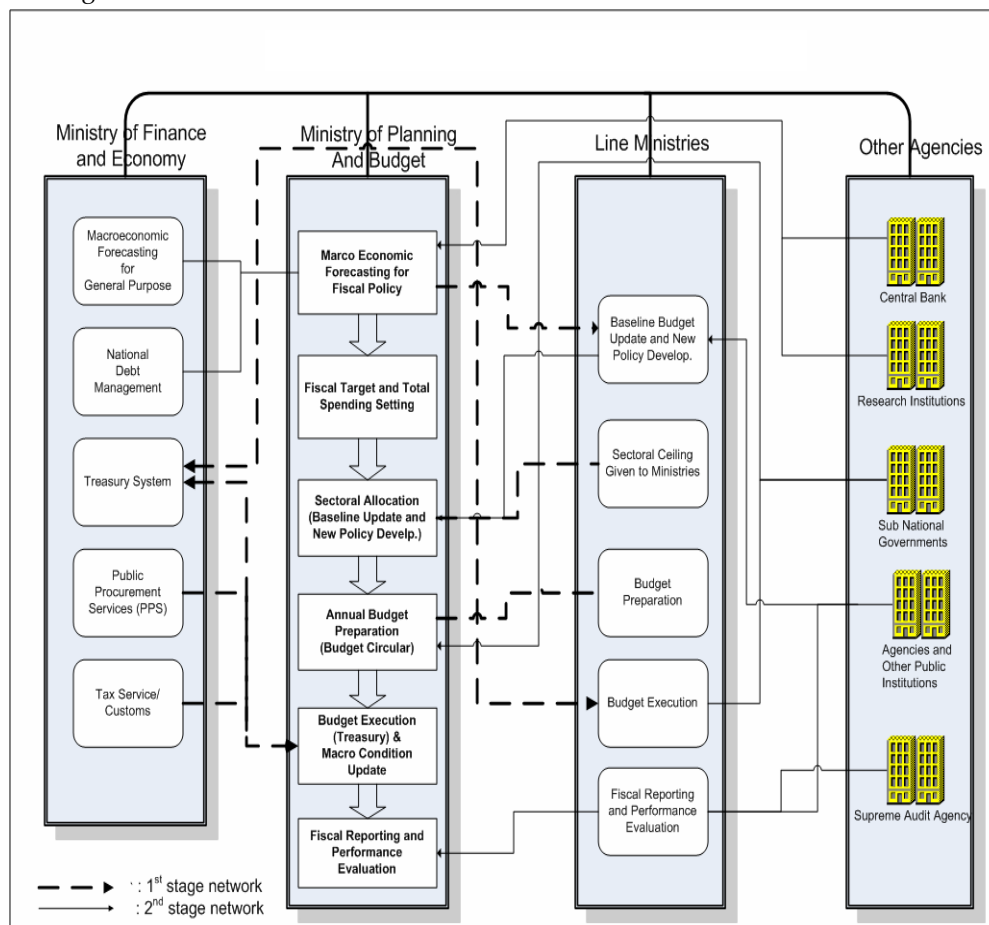 Ministry of Finance
and Economy
Ministry of Planning
And Budget
Line Ministries
Other Agencies
Macroeconomic
Forecasting
for
General Purpose
National
Debt
Management
Treasury System
Public
Procurement
Services (PPS)
Tax Service/
Customs
Marco Economic
Forecasting for
Fiscal Policy
Fiscal Target and Total
Spending Setting
Sectoral Allocation
(Baseline Update and
New Policy Develp.)
Annual Budget
Preparation
(Budget Circular)
Budget Execution
(Treasury) &
Macro Condition
Update
Fiscal Reporting and
Performance
Evaluation
Baseline Budget
Update and New
Policy Develop.
Sectoral Ceiling
Given to Ministries
Budget
Preparation
Budget Execution
Fiscal Reporting
and Performance
Evaluation
Central Bank
Research Institutions
Sub National
Governments
Agencies and
Other Public
Institutions
Supreme Audit Agency
: 1st stage network
: 2nd stage network